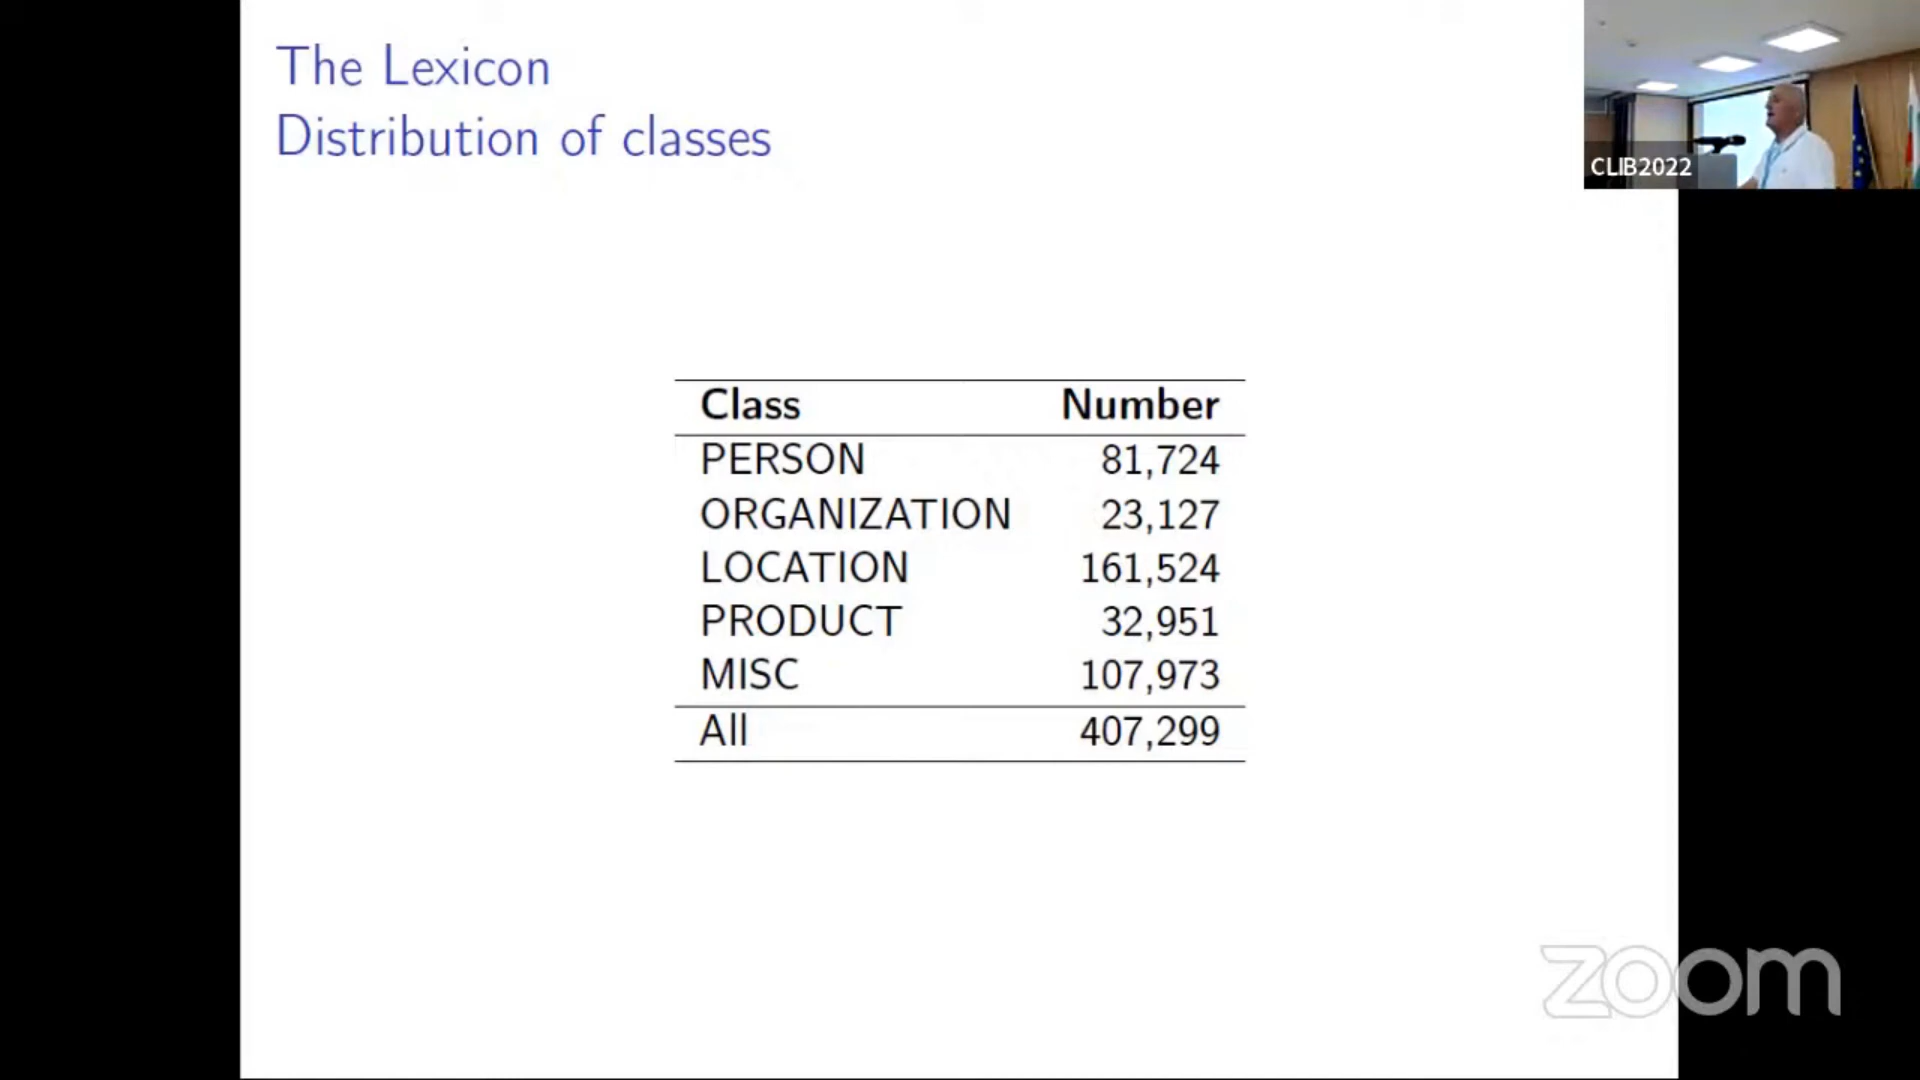 The Lexicon
Distribution of classes
CLIB2022
Class Number
PERSON 81,724
ORGANIZATION 23,127
LOCATION 161,524
PRODUCT 32,951
MISC 107,973
All 407,299
zoom